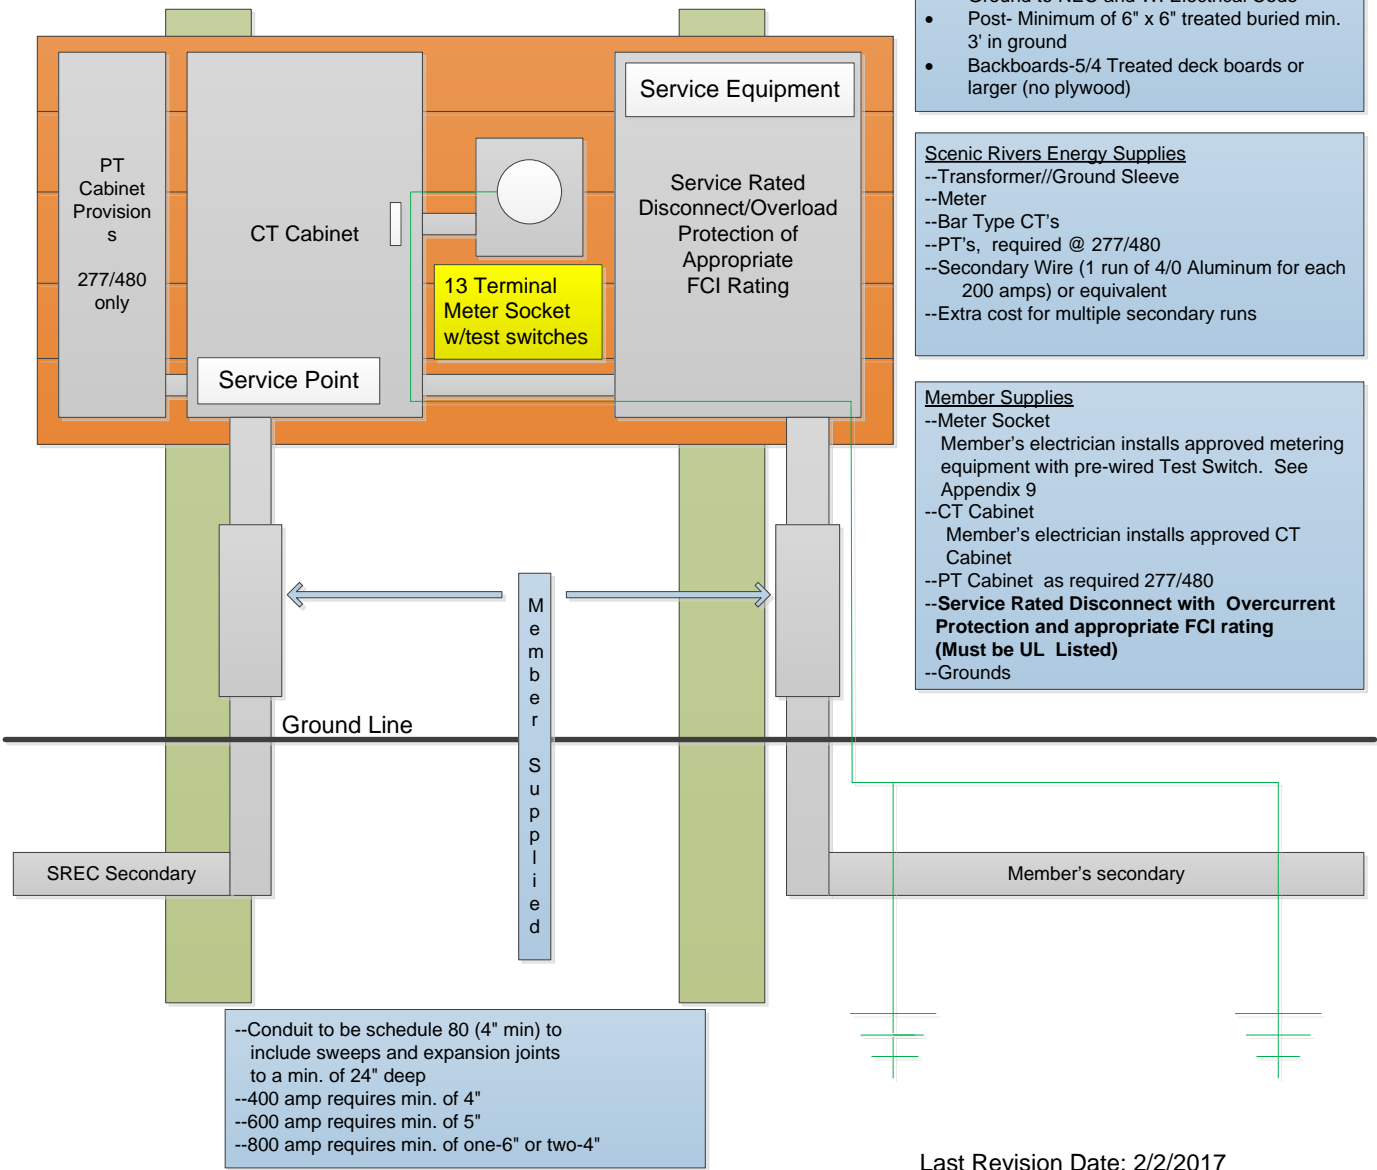 • Post- Minimum of 6" x 6" treated buried min.
3' in ground
• Backboards-5/4 Treated deck boards or
larger (no plywood)
Service Equipment
PT
Cabinet
Provision
s
277/480
only
CT Cabinet
Service Rated
Disconnect/Overload
Protection of
Appropriate
FCI Rating
13 Terminal
Meter Socket
w/test switches
Service Point
Scenic Rivers Energy Supplies
--Transformer//Ground Sleeve
--Meter
--Bar Type CT's
--PT's, required @ 277/480
--Secondary Wire (1 run of 4/0 Aluminum for each
200 amps) or equivalent
--Extra cost for multiple secondary runs
Member Supplies
--Meter Socket
Member's electrician installs approved metering
equipment with pre-wired Test Switch. See
Appendix 9
--CT Cabinet
Member's electrician installs approved CT
Cabinet
--PT Cabinet as required 277/480
--Service Rated Disconnect with Overcurrent
Protection and appropriate FCI rating
(Must be UL Listed)
--Grounds
Member Supplied
Ground Line
SREC Secondary
Member's secondary
--Conduit to be schedule 80 (4" min) to
include sweeps and expansion joints
to a min. of 24" deep
--400 amp requires min. of 4"
--600 amp requires min. of 5"
--800 amp requires min. of one-6" or two-4"
Last Revision Date: 2/2/2017